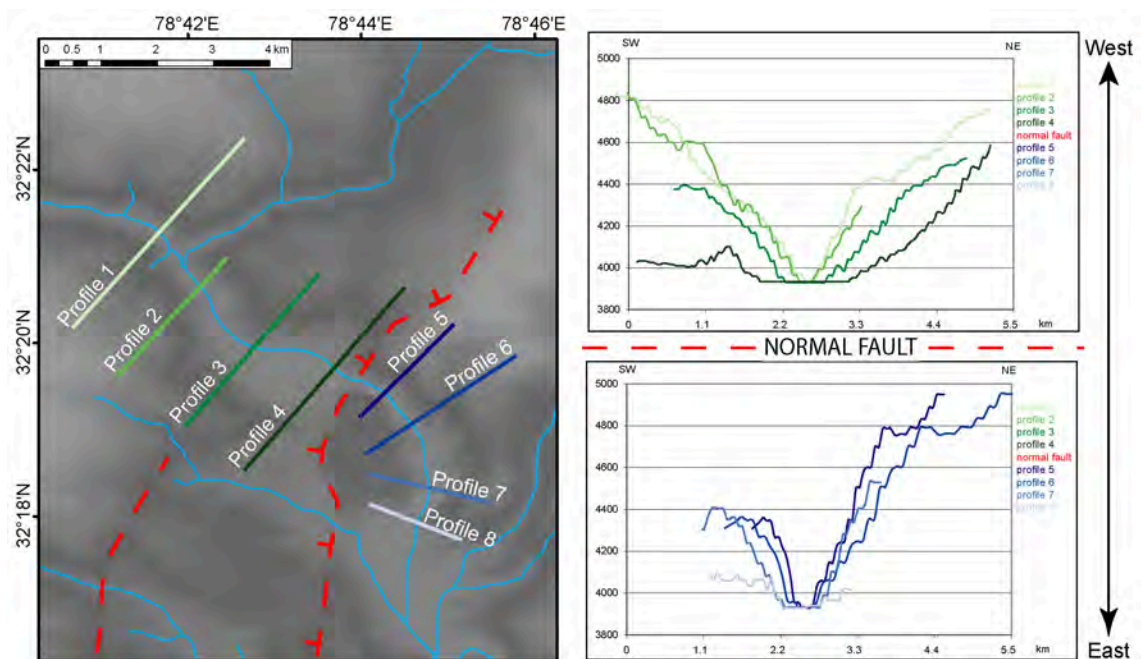 78°42'E
78°44'E
78°46'E
0 0.5 1 2 3 4 km
32°22'N
32°20'N
32°18'N
Profile 1
Profile 2
Profile 3
Profile 4
Profile 5
Profile 6
Profile 7
Profile 8
SW
NE
5000
4800
4600
4400
4200
4000
3800
0 1.1 2.2 3.3 4.4 km 5.5
profile 2
profile 3
profile 4
normal fault
profile 5
profile 6
profile 7
West
NORMAL FAULT
SW
NE
5000
4800
4600
4400
4200
4000
3800
0 1.1 2.2 3.3 km 4.4 5.5
profile 2
profile 3
profile 4
normal fault
profile 5
profile 6
profile 7
East